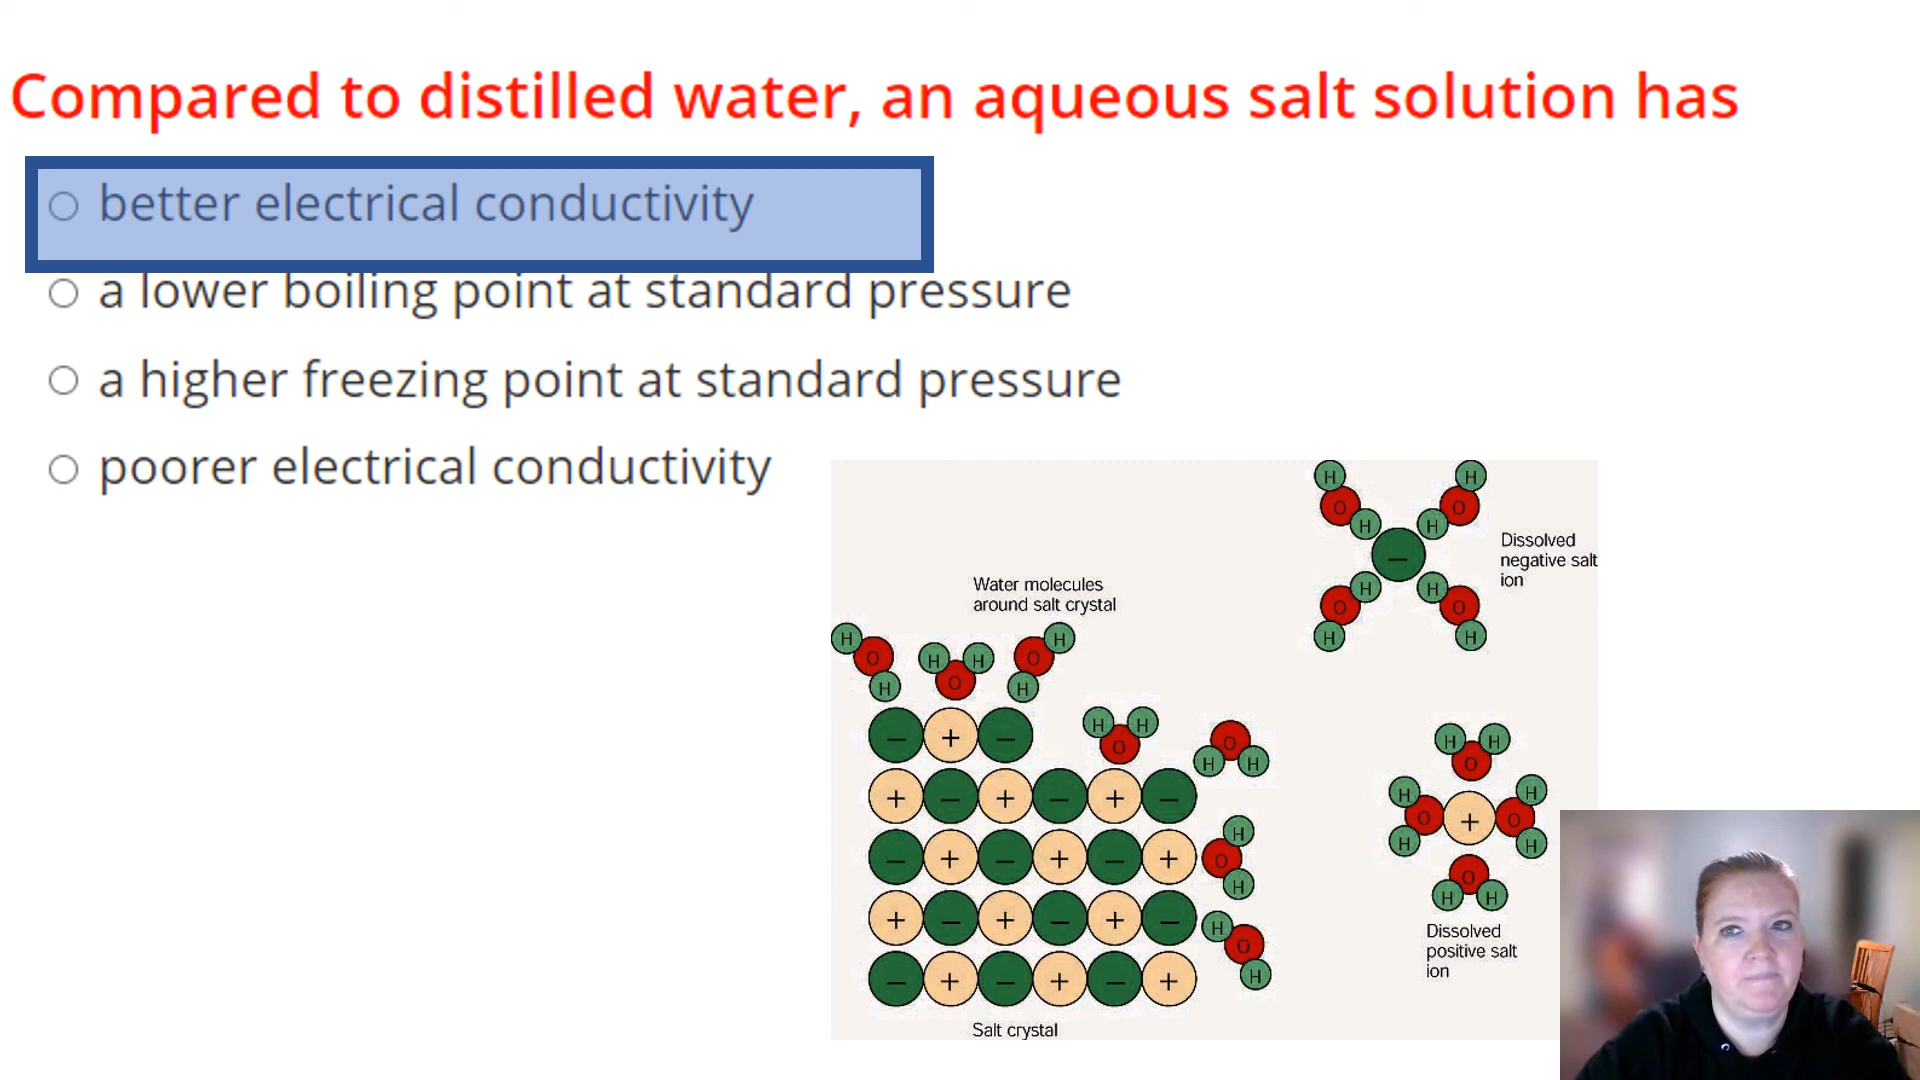 Compared to distilled water, an aqueous salt solution has
better electrical conductivity
a lower boiling point at standard pressure
a higher freezing point at standard pressure
poorer electrical conductivity
H H
O O
H H
−
Dissolved
negative salt
ion
H H
O O
H H
Water molecules
around salt crystal
H O H
H O H
H O H
− + −
H O H
H O H
+ − + − + −
− + − + − +
H O H
+ − + − + −
H O H
− + − + − +
Salt crystal
H O H
H O H
+
H O H
H O H
Dissolved
positive salt
ion